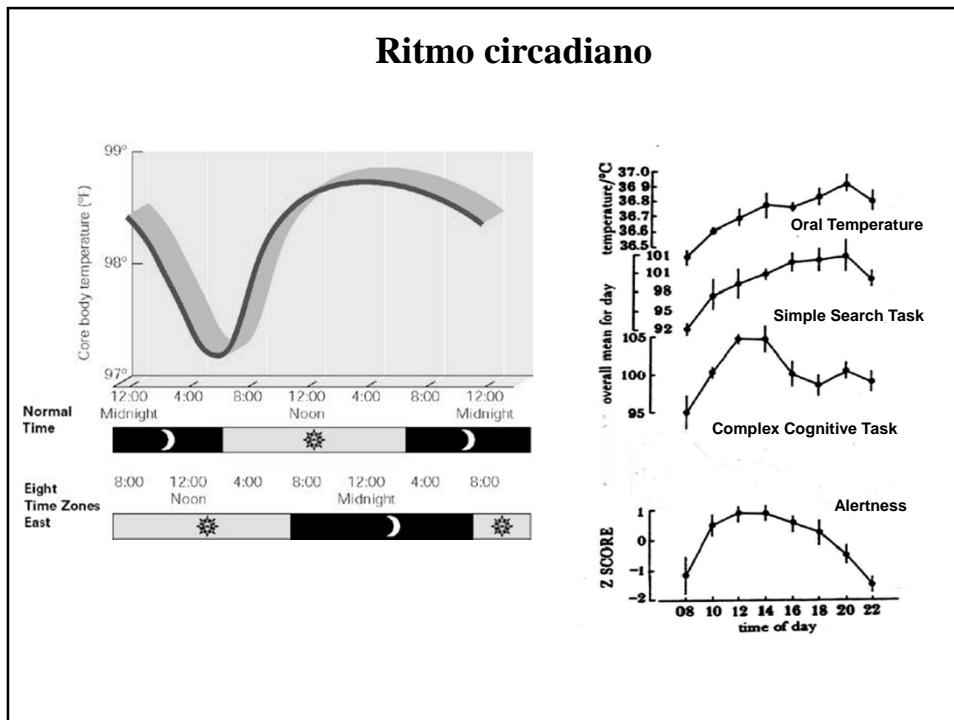 Ritmo circadiano
Core body temperature (°F)
99°
98°
97°
12:00 4:00 8:00 12:00 4:00 8:00 12:00
Midnight Noon Midnight
Normal
Time
8:00 12:00 4:00 8:00 12:00 4:00 8:00
Noon Midnight
Eight
Time Zones
East
temperature/°C
37.0
36.9
36.8
36.7
36.6
36.5
Oral Temperature
overall mean for day
101
101
98
95
92
Simple Search Task
105
100
95
Complex Cognitive Task
Alertness
Z SCORE
1
0
-1
-2
08 10 12 14 16 18 20 22
time of day